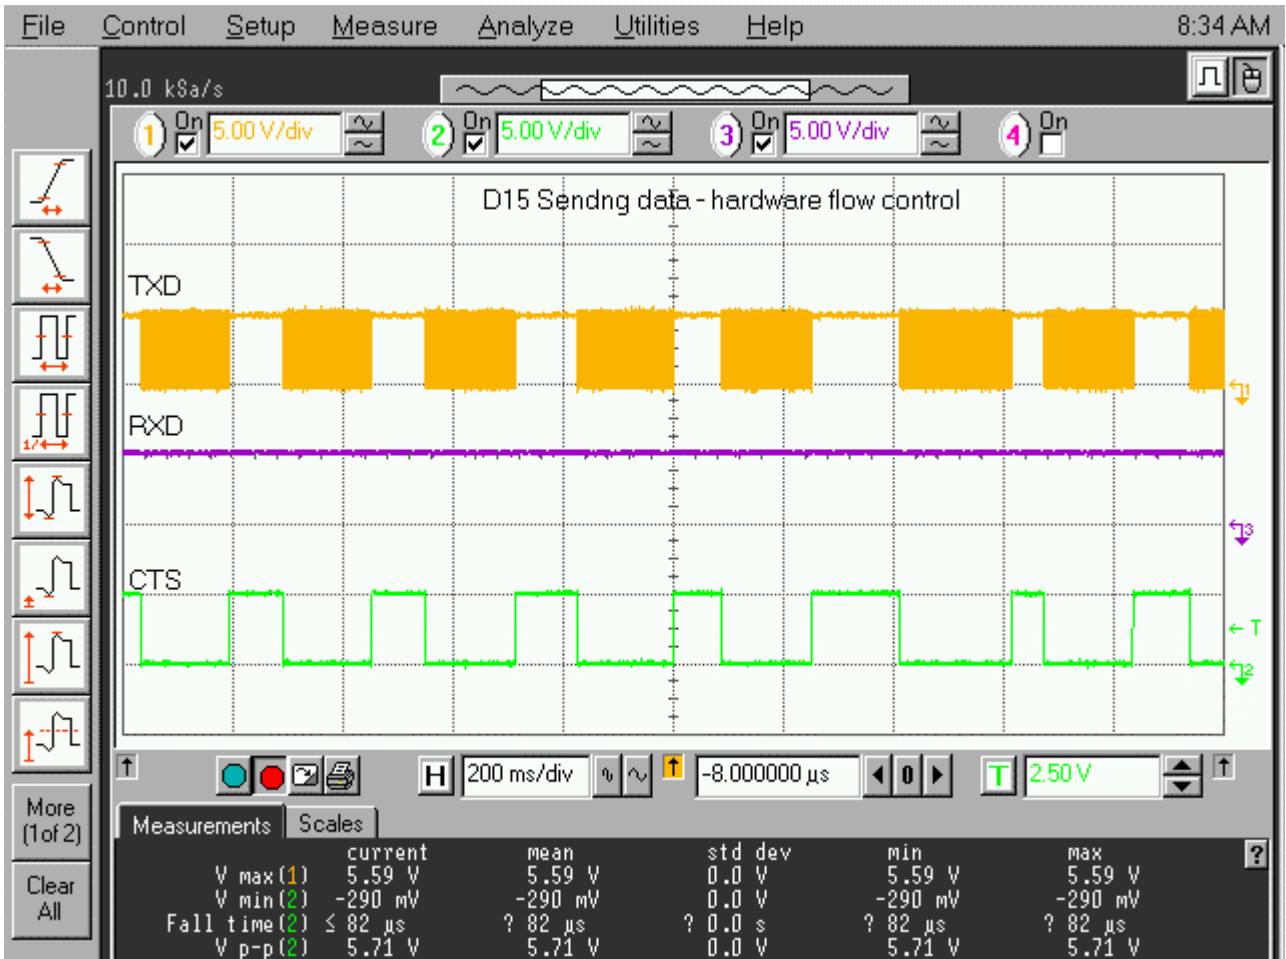 File Control Setup Measure Analyze Utilities Help 8:34 AM
10.0 kSa/s
1 On 5.00 V/div 2 On 5.00 V/div 3 On 5.00 V/div 4 On
D15 Sendng data - hardware flow control
TXD
1
RXD
3
CTS
T
2
1/
H 200 ms/div -8.000000 µs 0 T 2.50 V
More
(1of 2)
Clear
All
Measurements Scales
current mean std dev min max ?
V max(1) 5.59 V 5.59 V 0.0 V 5.59 V 5.59 V
V min(2) -290 mV -290 mV 0.0 V -290 mV -290 mV
Fall time(2) ≤ 82 µs ? 82 µs ? 0.0 s ? 82 µs ? 82 µs
V p-p(2) 5.71 V 5.71 V 0.0 V 5.71 V 5.71 V